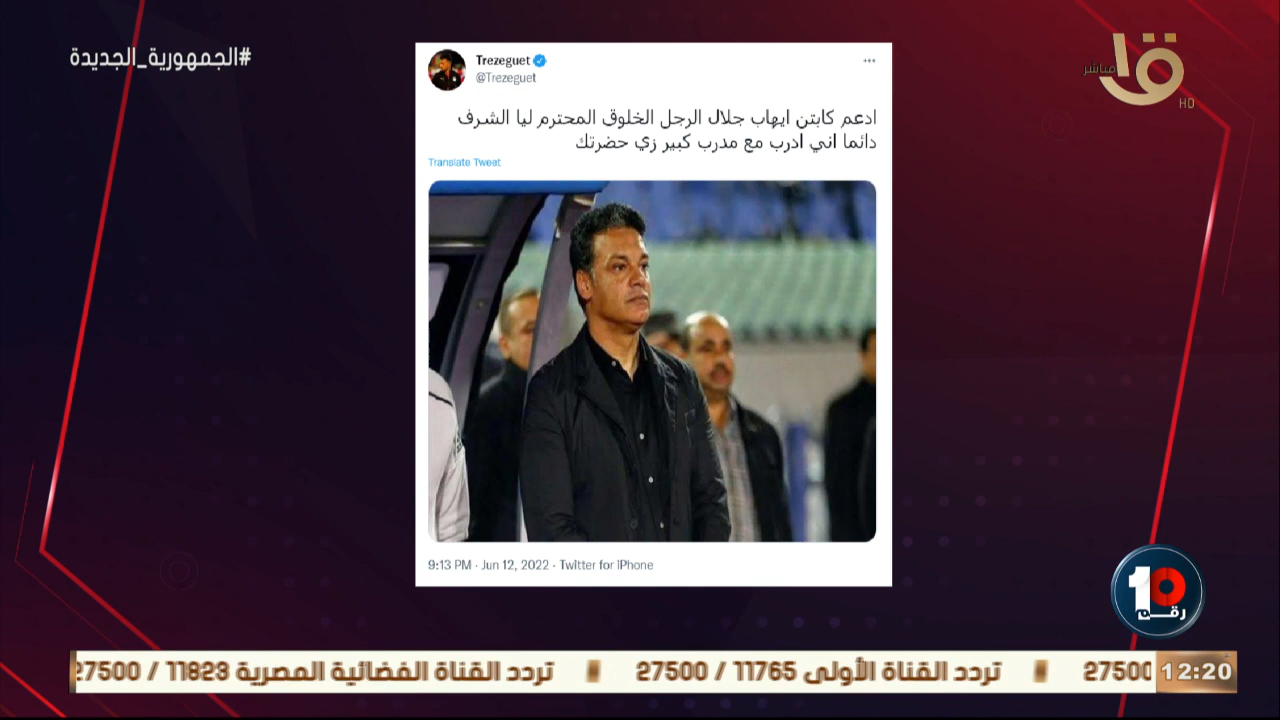 #الجمهورية_الجديدة
مباشر
HD
Trezeguet
@Trezeguet
ادعم كابتن ايهاب جلال الرجل الخلوق المحترم ليا الشرف
دائما اني ادرب مع مدرب كبير زي حضرتك
Translate Tweet
9:13 PM · Jun 12, 2022 · Twitter for iPhone
رقم 10
27500 ▪ تردد القناة الأولى 11765 / 27500 ▪ تردد القناة الفضائية المصرية 11823 / 27500
12:20